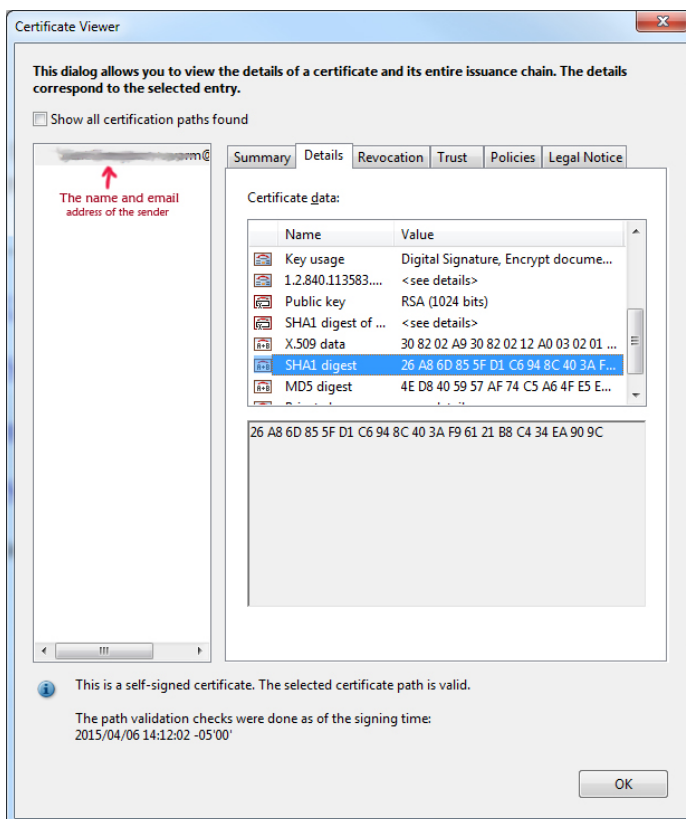 Certificate Viewer
This dialog allows you to view the details of a certificate and its entire issuance chain. The details
correspond to the selected entry.
Show all certification paths found
The name and email
address of the sender
Summary Details Revocation Trust Policies Legal Notice
Certificate data:
Name Value
Key usage Digital Signature, Encrypt docume...
1.2.840.113583.... <see details>
Public key RSA (1024 bits)
SHA1 digest of ... <see details>
X.509 data 30 82 02 A9 30 82 02 12 A0 03 02 01 ...
SHA1 digest 26 A8 6D 85 5F D1 C6 94 8C 40 3A F...
MD5 digest 4E D8 40 59 57 AF 74 C5 A6 4F E5 E...
26 A8 6D 85 5F D1 C6 94 8C 40 3A F9 61 21 B8 C4 34 EA 90 9C
This is a self-signed certificate. The selected certificate path is valid.
The path validation checks were done as of the signing time:
2015/04/06 14:12:02 -05'00'
OK